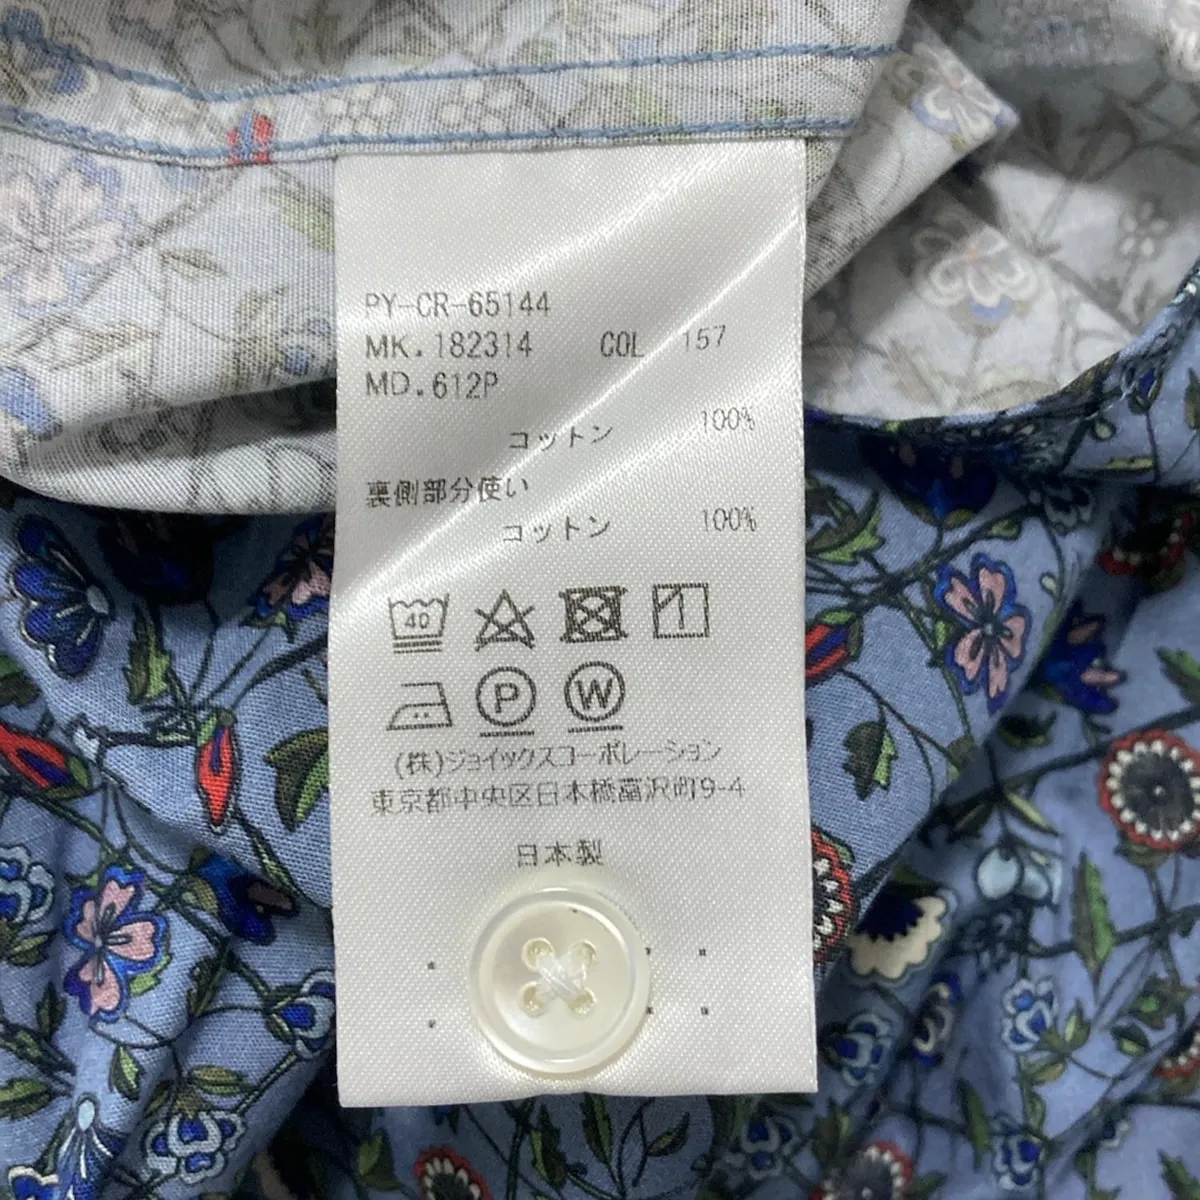 PY-CR-65144
MK.182314 COL 157
MD.612P
コットン 100%
裏側部分使い
コットン 100%
40 1
P W
(株)ジョイックスコーポレーション
東京都中央区日本橋富沢町9-4
日本製